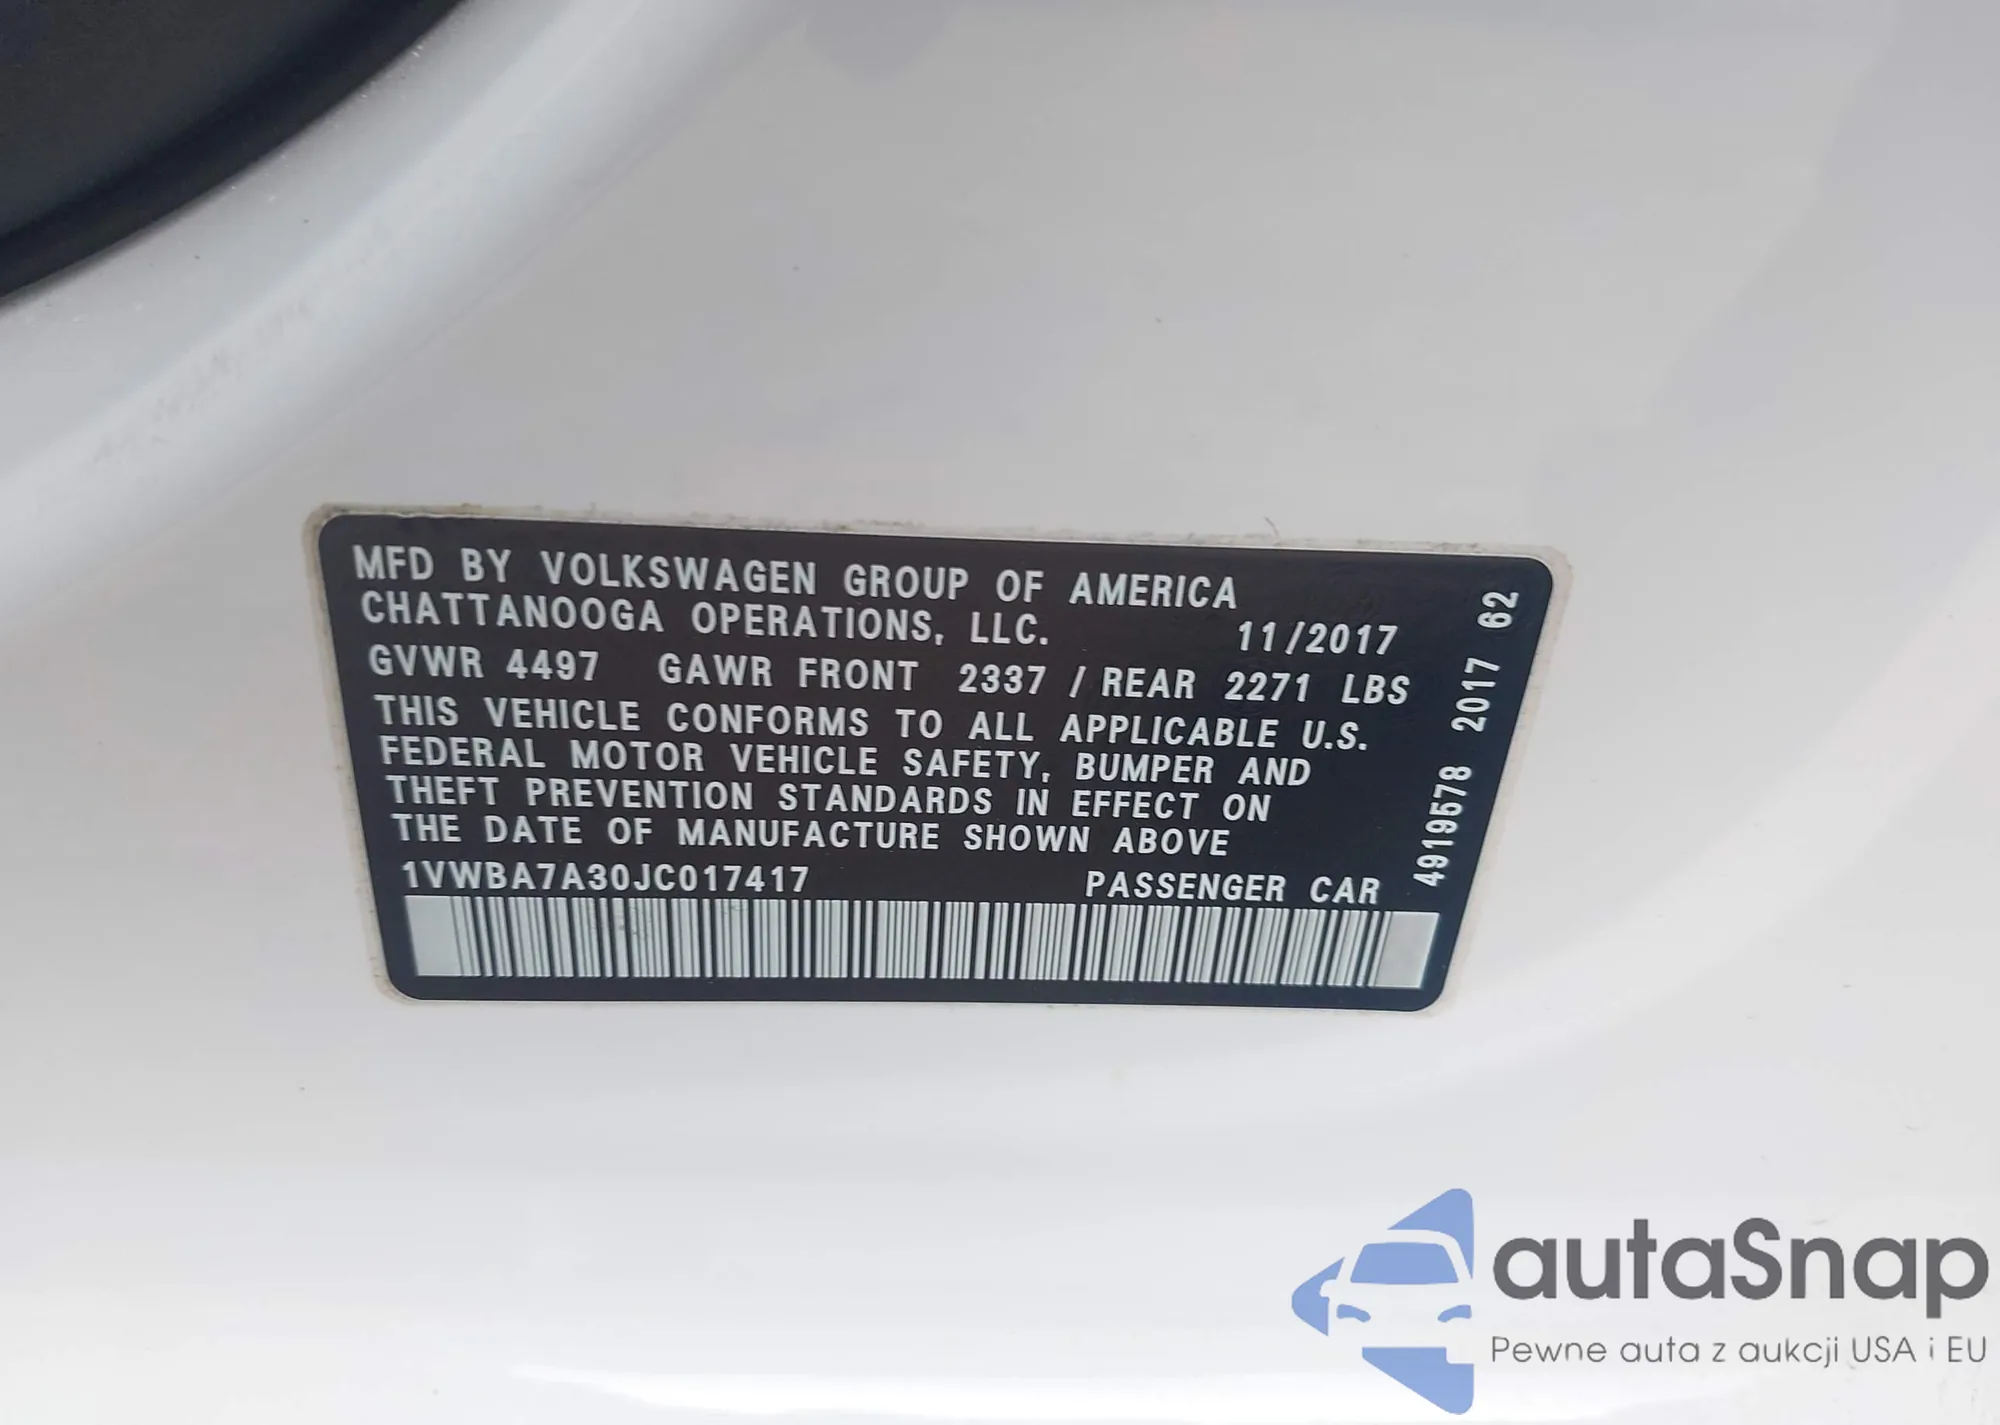 MFD BY VOLKSWAGEN GROUP OF AMERICA
CHATTANOOGA OPERATIONS, LLC.
11/2017
GVWR 4497 GAWR FRONT 2337 / REAR 2271 LBS
THIS VEHICLE CONFORMS TO ALL APPLICABLE U.S.
FEDERAL MOTOR VEHICLE SAFETY, BUMPER AND
THEFT PREVENTION STANDARDS IN EFFECT ON
THE DATE OF MANUFACTURE SHOWN ABOVE
1VWBA7A30JC017417 PASSENGER CAR
4919578 2017 62
autaSnap
Pewne auta z aukcji USA i EU